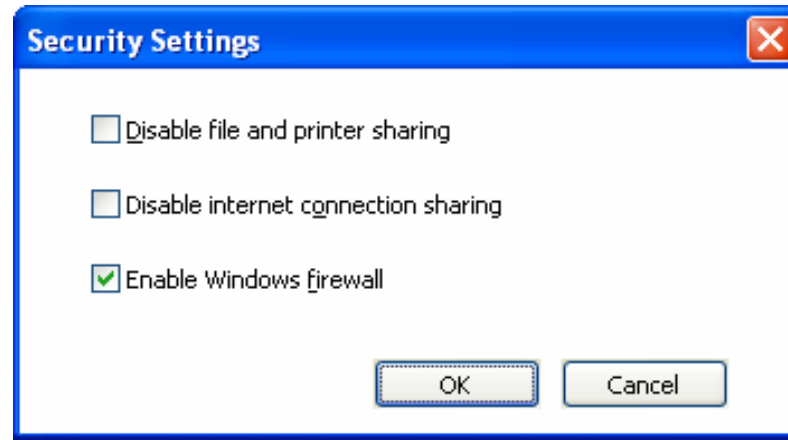 Security Settings
Disable file and printer sharing
Disable internet connection sharing
Enable Windows firewall
OK Cancel